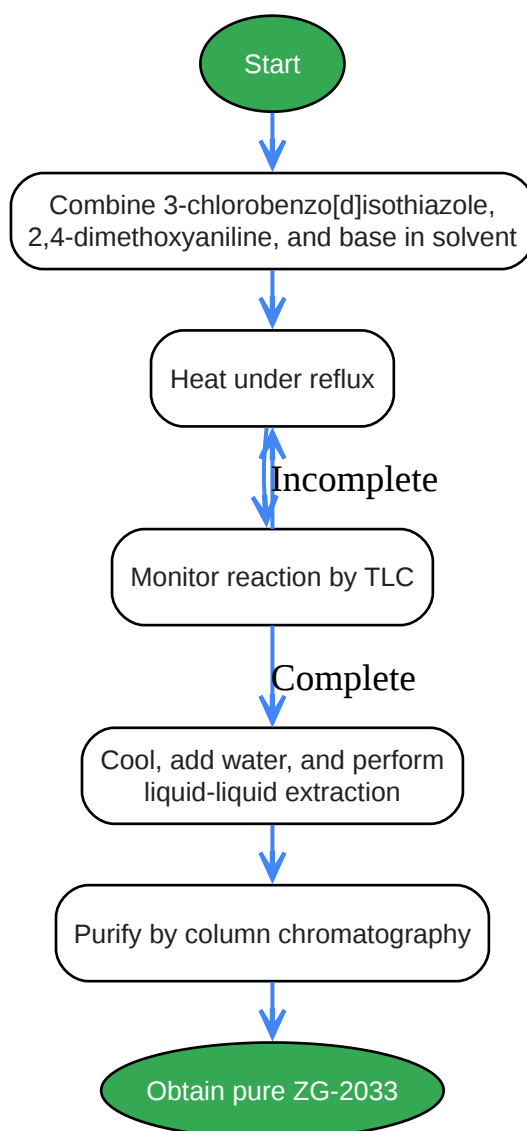 Start
Combine 3-chlorobenzo[d]isothiazole,
2,4-dimethoxyaniline, and base in solvent
Heat under reflux
Incomplete
Monitor reaction by TLC
Complete
Cool, add water, and perform
liquid-liquid extraction
Purify by column chromatography
Obtain pure ZG-2033